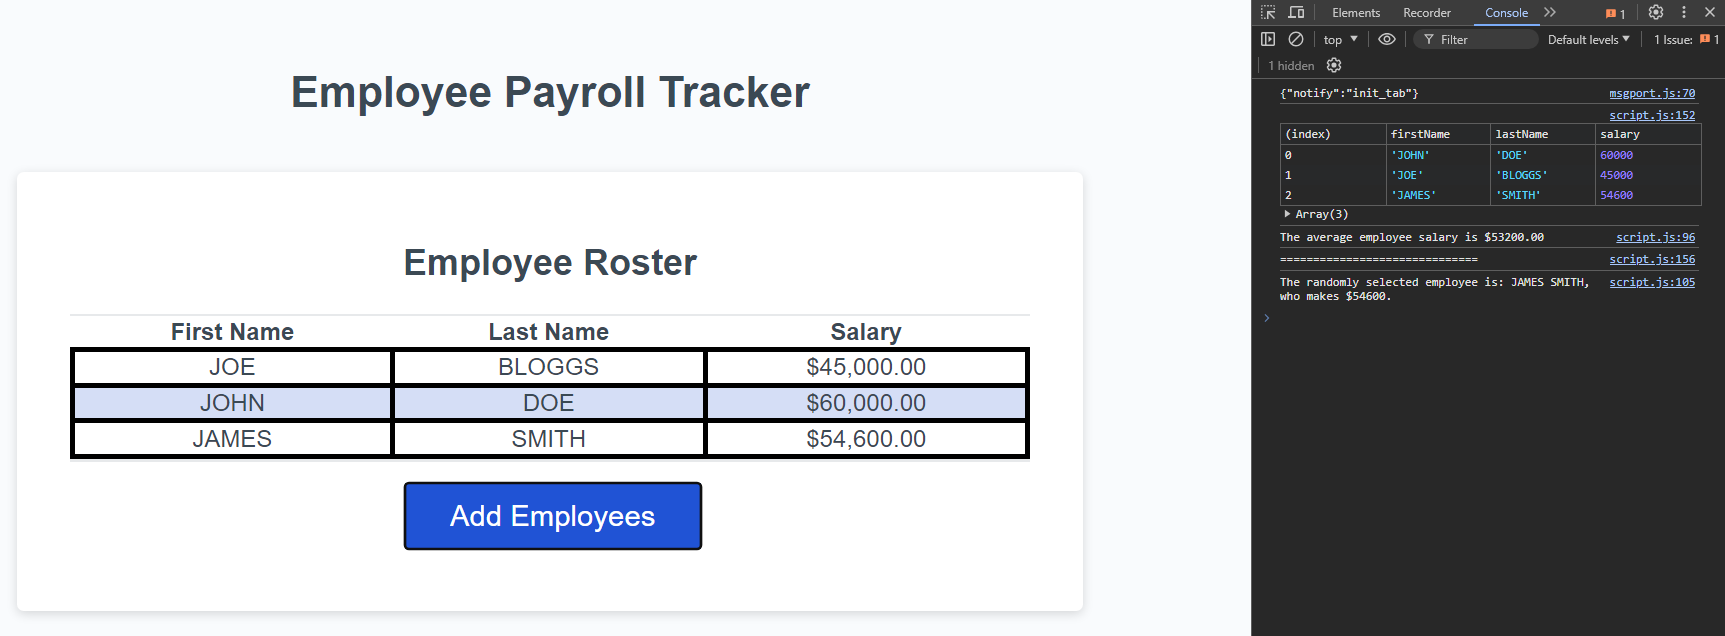 Employee Payroll Tracker
Employee Roster
First Name Last Name Salary
JOE BLOGGS $45,000.00
JOHN DOE $60,000.00
JAMES SMITH $54,600.00
Add Employees
Elements Recorder Console 1
top Filter Default levels 1 Issue: 1
1 hidden
{"notify":"init_tab"} msgport.js:70
script.js:152
(index) firstName lastName salary
0 'JOHN' 'DOE' 60000
1 'JOE' 'BLOGGS' 45000
2 'JAMES' 'SMITH' 54600
Array(3)
The average employee salary is $53200.00 script.js:96
============================== script.js:156
The randomly selected employee is: JAMES SMITH, script.js:105
who makes $54600.